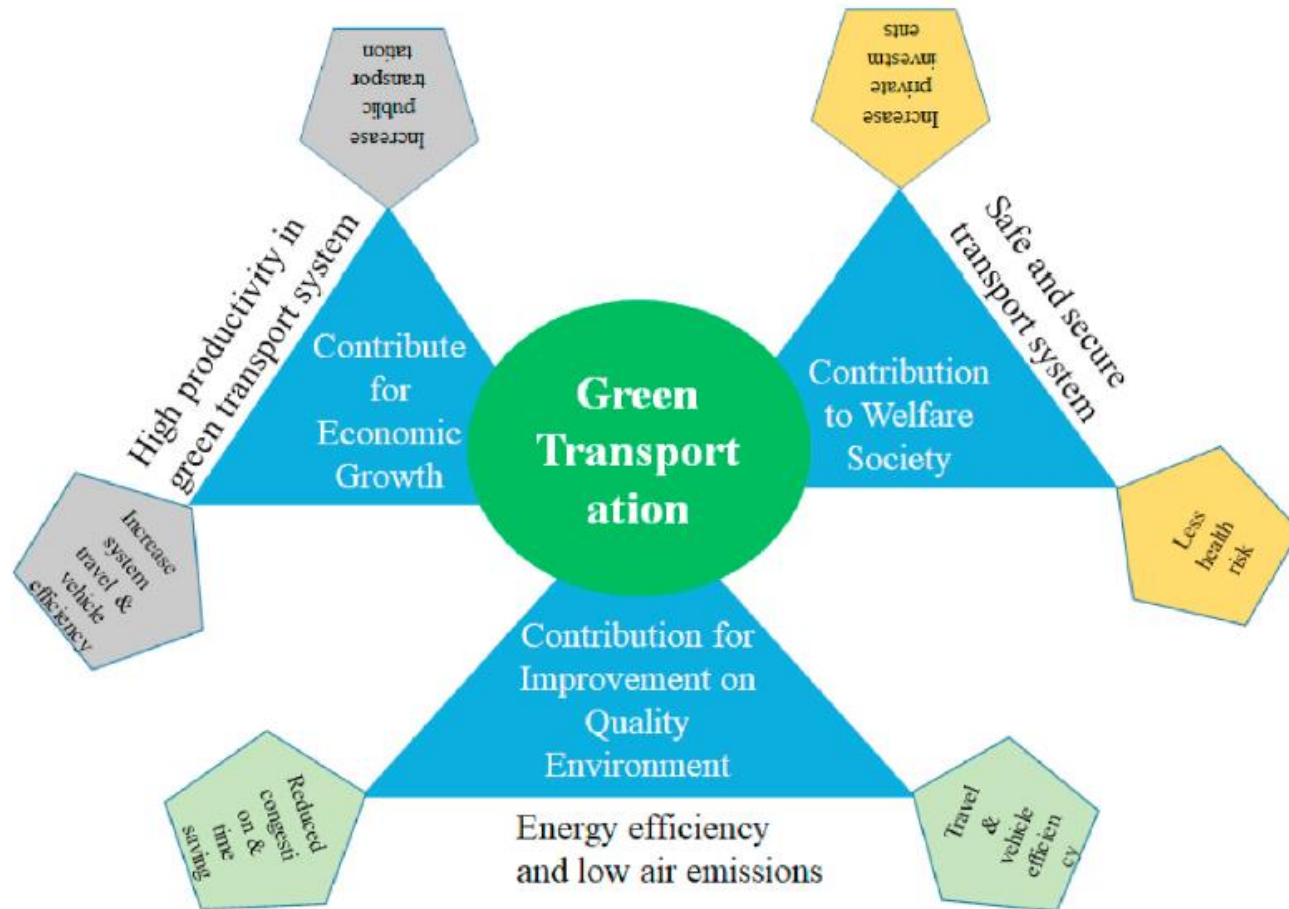 Increase
public
transpor
tation
Increase
private
investm
ents
High productivity in
green transport system
Safe and secure
transport system
Contribute
for
Economic
Growth
Green
Transport
ation
Contribution
to Welfare
Society
Increase
system
travel &
vehicle
efficiency
Less
health
risk
Contribution for
Improvement on
Quality
Environment
Reduced
congesti
on &
time
saving
Travel
&
vehicle
efficien
cy
Energy efficiency
and low air emissions